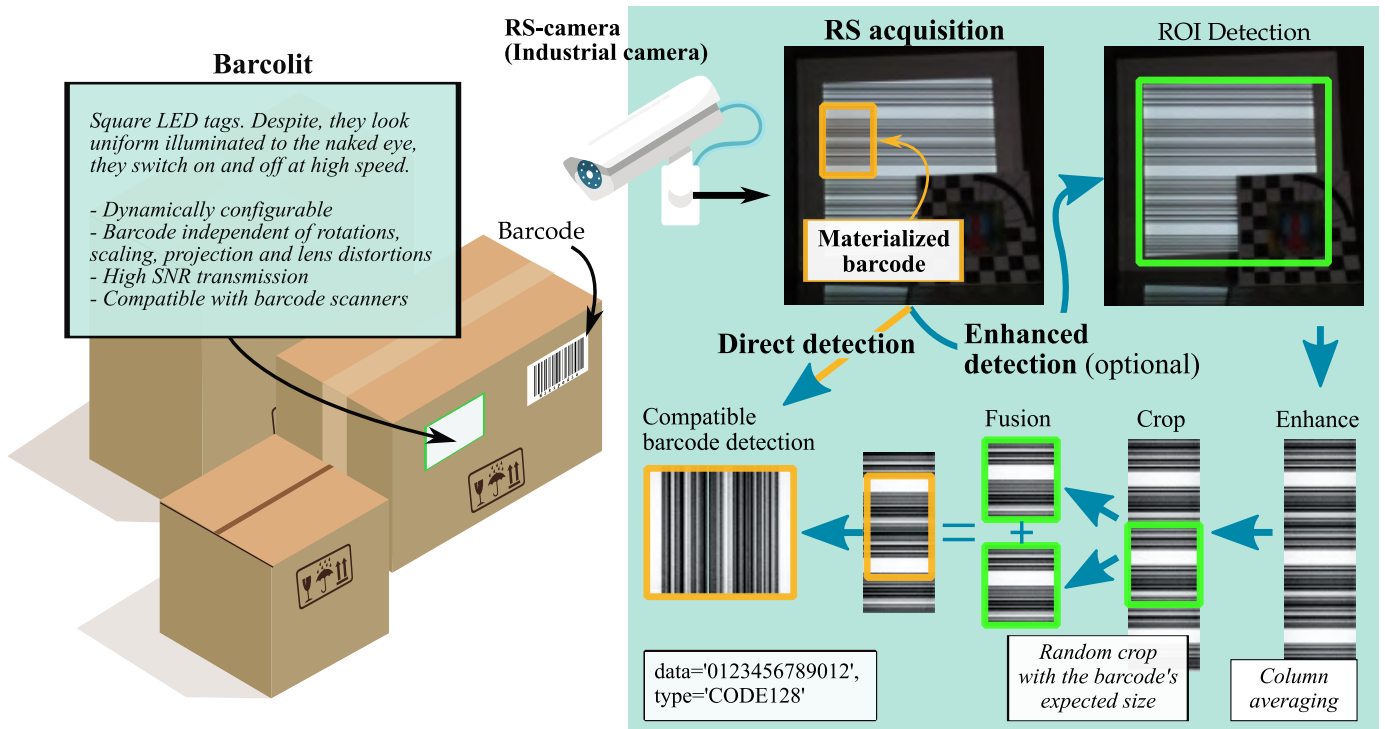 Barcolit
Square LED tags. Despite, they look
uniform illuminated to the naked eye,
they switch on and off at high speed.
- Dynamically configurable
- Barcode independent of rotations,
scaling, projection and lens distortions
- High SNR transmission
- Compatible with barcode scanners
Barcode
RS-camera
(Industrial camera)
RS acquisition
ROI Detection
Materialized
barcode
Direct detection
Enhanced
detection (optional)
Compatible
barcode detection
Fusion
Crop
Enhance
=
+
data='0123456789012',
type='CODE128'
Random crop
with the barcode's
expected size
Column
averaging